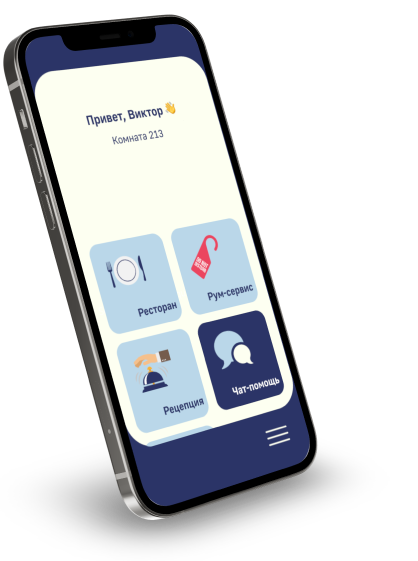 Привет, Виктор 👋
Комната 213
Ресторан
Рум-сервис
Рецепция
Чат-помощь